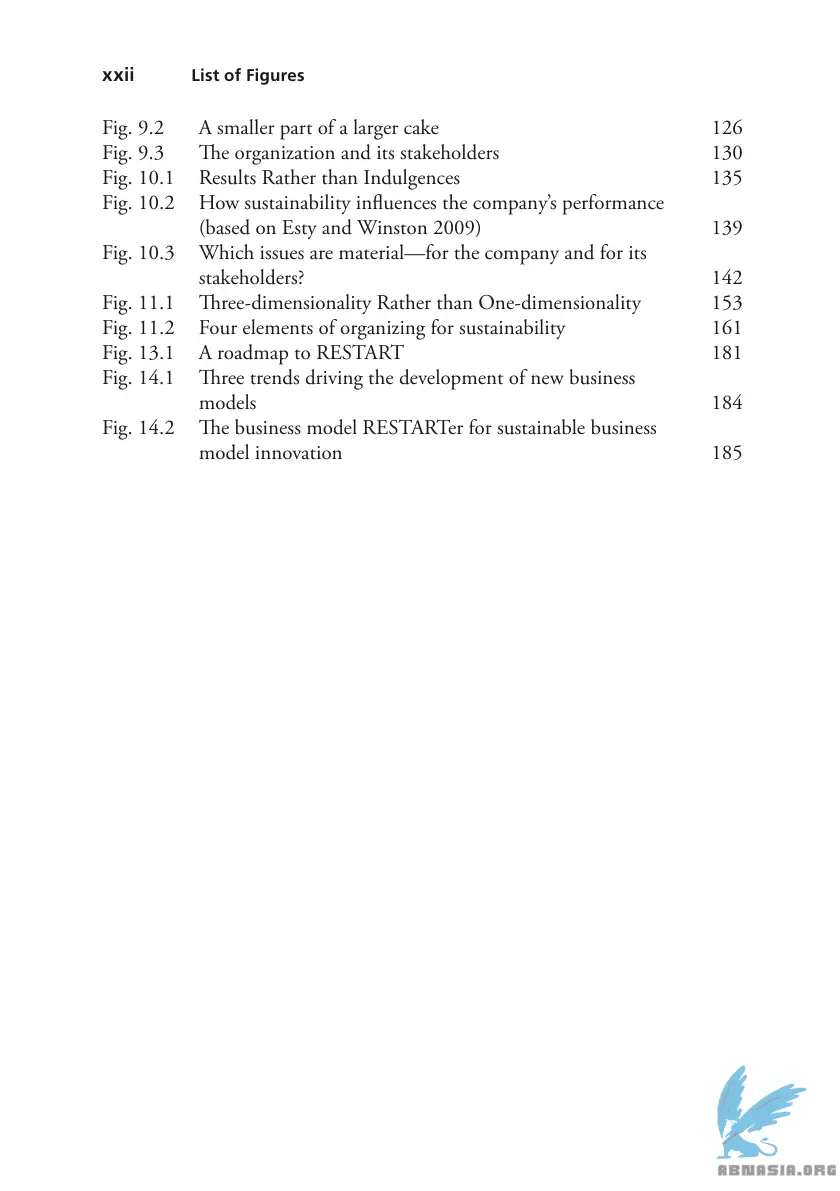 xxii List of Figures
Fig. 9.2 A smaller part of a larger cake 126
Fig. 9.3 The organization and its stakeholders 130
Fig. 10.1 Results Rather than Indulgences 135
Fig. 10.2 How sustainability influences the company’s performance
(based on Esty and Winston 2009) 139
Fig. 10.3 Which issues are material—for the company and for its
stakeholders? 142
Fig. 11.1 Three-dimensionality Rather than One-dimensionality 153
Fig. 11.2 Four elements of organizing for sustainability 161
Fig. 13.1 A roadmap to RESTART 181
Fig. 14.1 Three trends driving the development of new business
models 184
Fig. 14.2 The business model RESTARTer for sustainable business
model innovation 185
ABNASIA.ORG